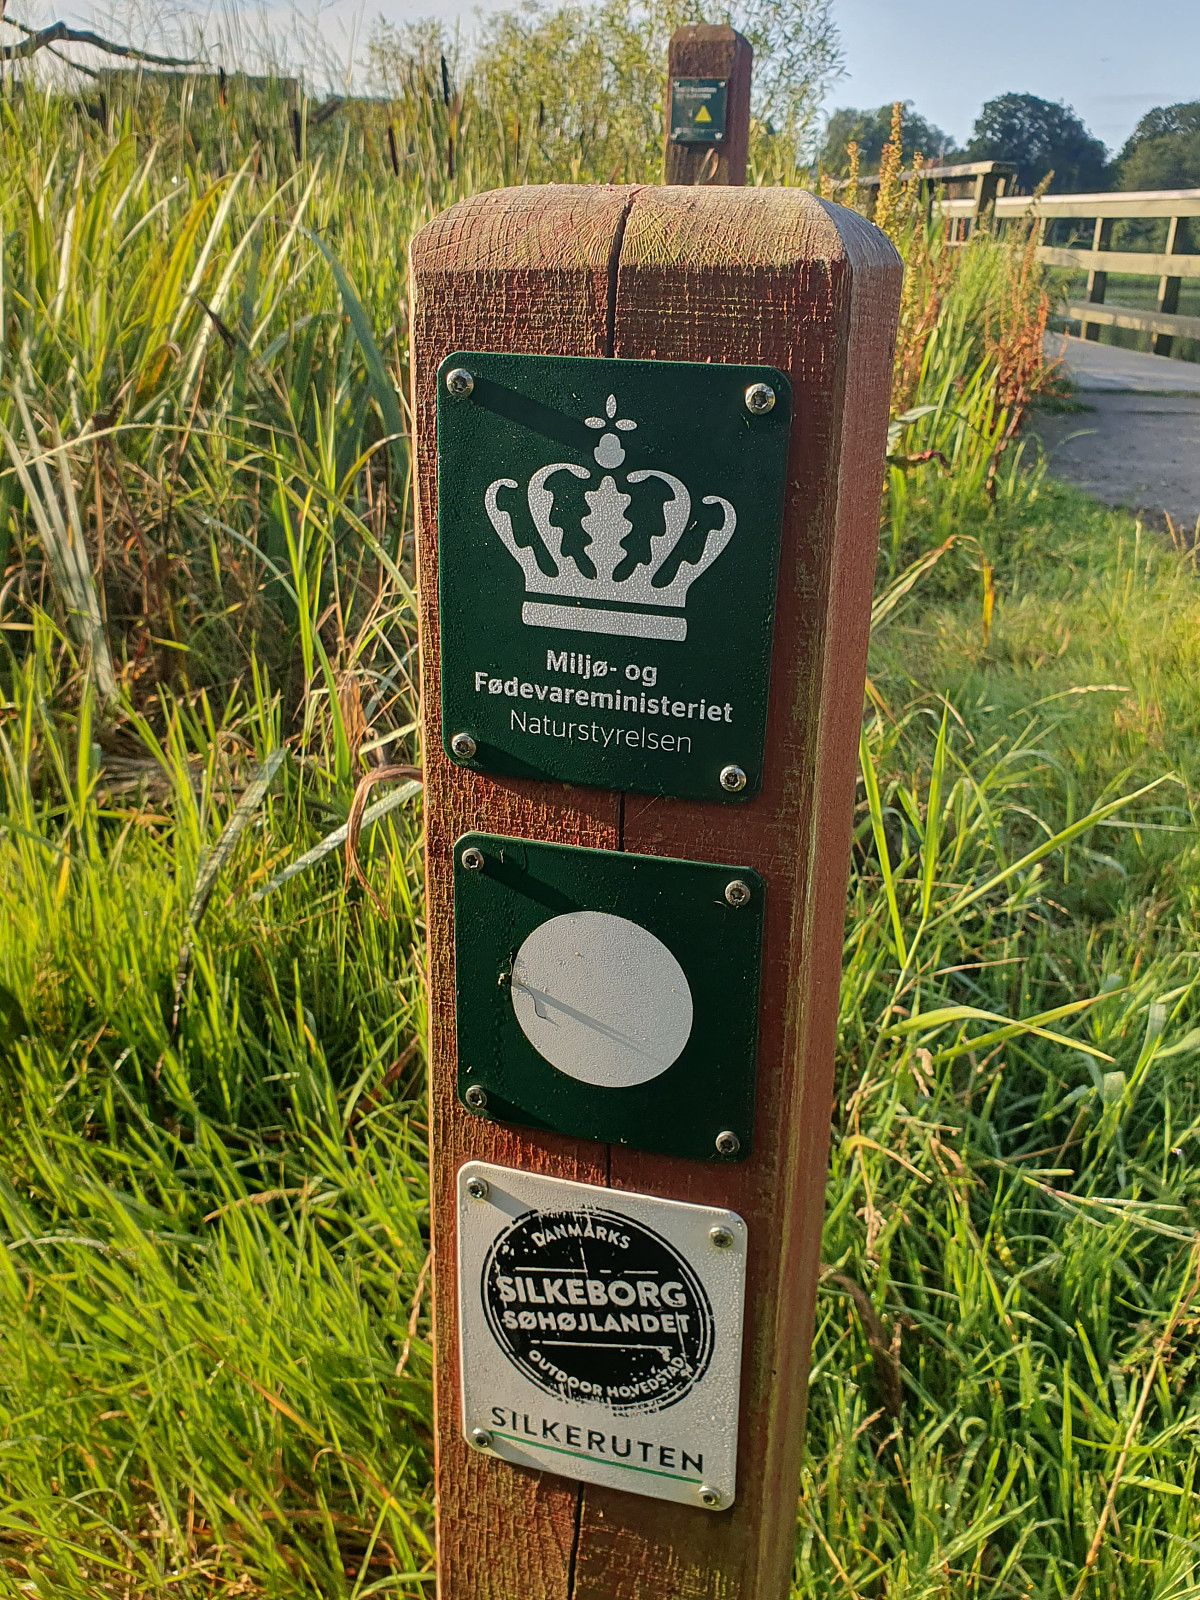 Miljø- og
Fødevareministeriet
Naturstyrelsen
DANMARKS
SILKEBORG
SØHØJLANDET
OUTDOOR HOVEDSTAD
SILKERUTEN